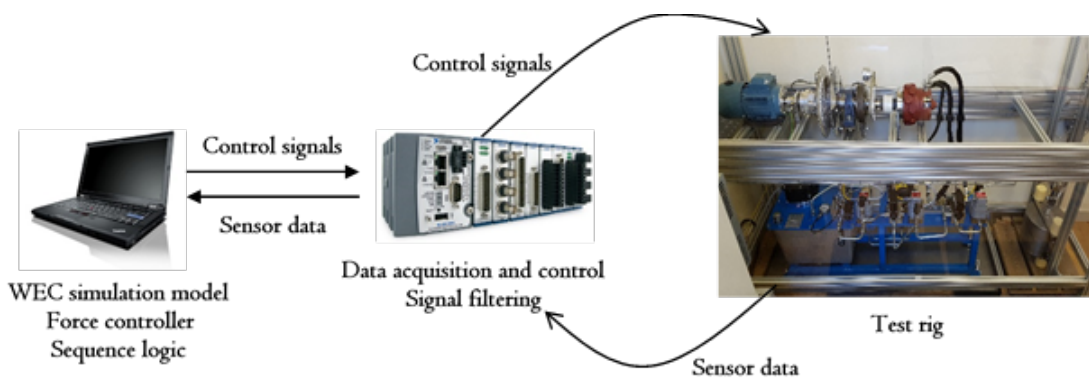 Control signals
Control signals
Sensor data
Data acquisition and control
Signal filtering
WEC simulation model
Force controller
Sequence logic
Test rig
Sensor data